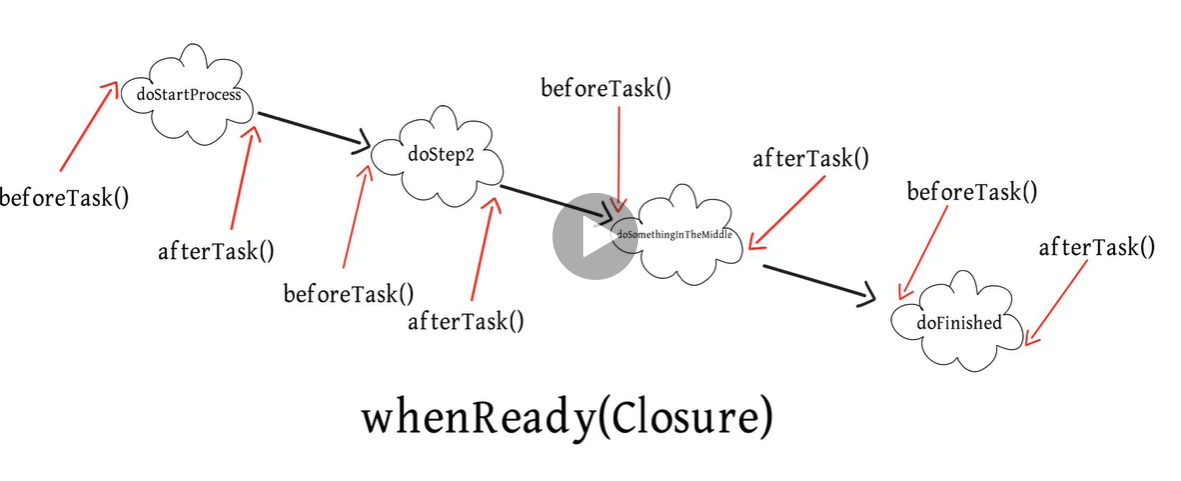 beforeTask()
doStartProcess
afterTask()
beforeTask()
doStep2
afterTask()
beforeTask()
doSomethingInTheMiddle
afterTask()
beforeTask()
doFinished
afterTask()
whenReady(Closure)